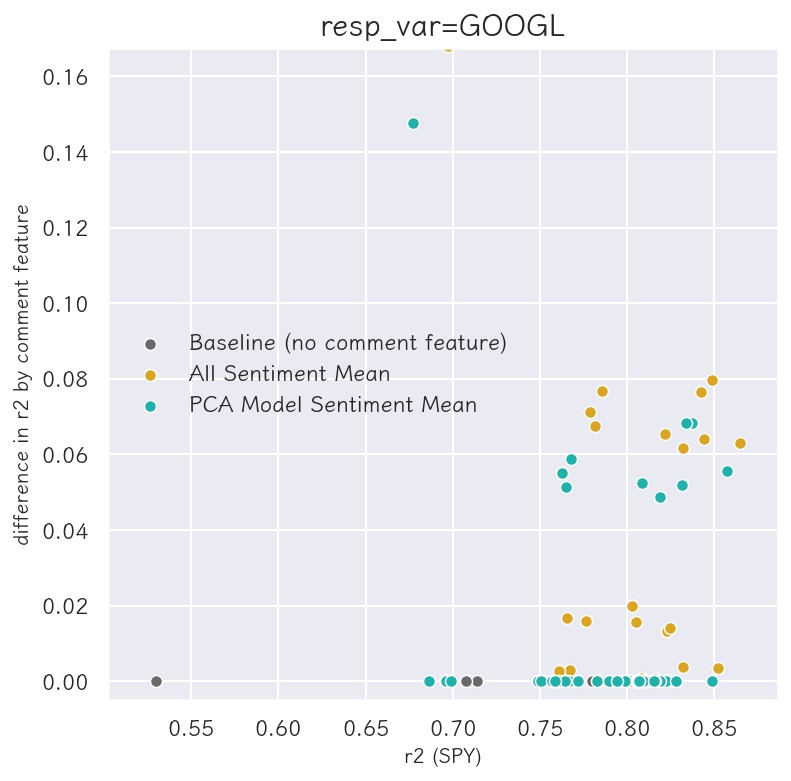 resp_var=GOOGL
difference in r2 by comment feature
0.16
0.14
0.12
0.10
0.08
0.06
0.04
0.02
0.00
Baseline (no comment feature)
All Sentiment Mean
PCA Model Sentiment Mean
0.55 0.60 0.65 0.70 0.75 0.80 0.85
r2 (SPY)